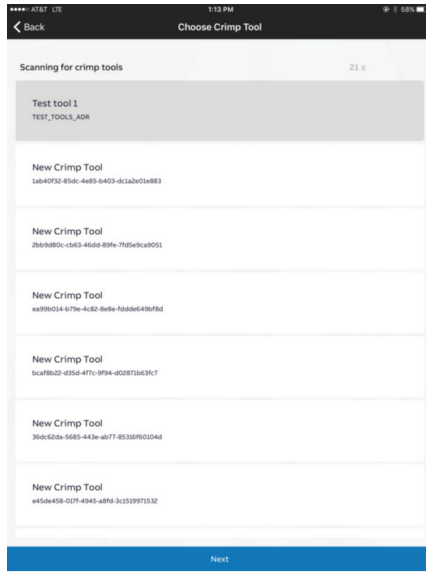 AT&T LTE 1:13 PM 58%
Back Choose Crimp Tool
Scanning for crimp tools 21 s
Test tool 1
TEST_TOOLS_ADR
New Crimp Tool
1ab40f32-85dc-4e85-b403-dc1a2e01e883
New Crimp Tool
2bb9d80c-cb63-46dd-89fe-7fd5e9ca9051
New Crimp Tool
ea99b014-b79e-4c82-8e8e-fddde649bf8d
New Crimp Tool
bcaf8b22-d35d-4f7c-9f94-d02871b63fc7
New Crimp Tool
36dc62da-5685-443e-ab77-85316f60104d
New Crimp Tool
e45de458-017f-4945-a8fd-3c1519971532
Next